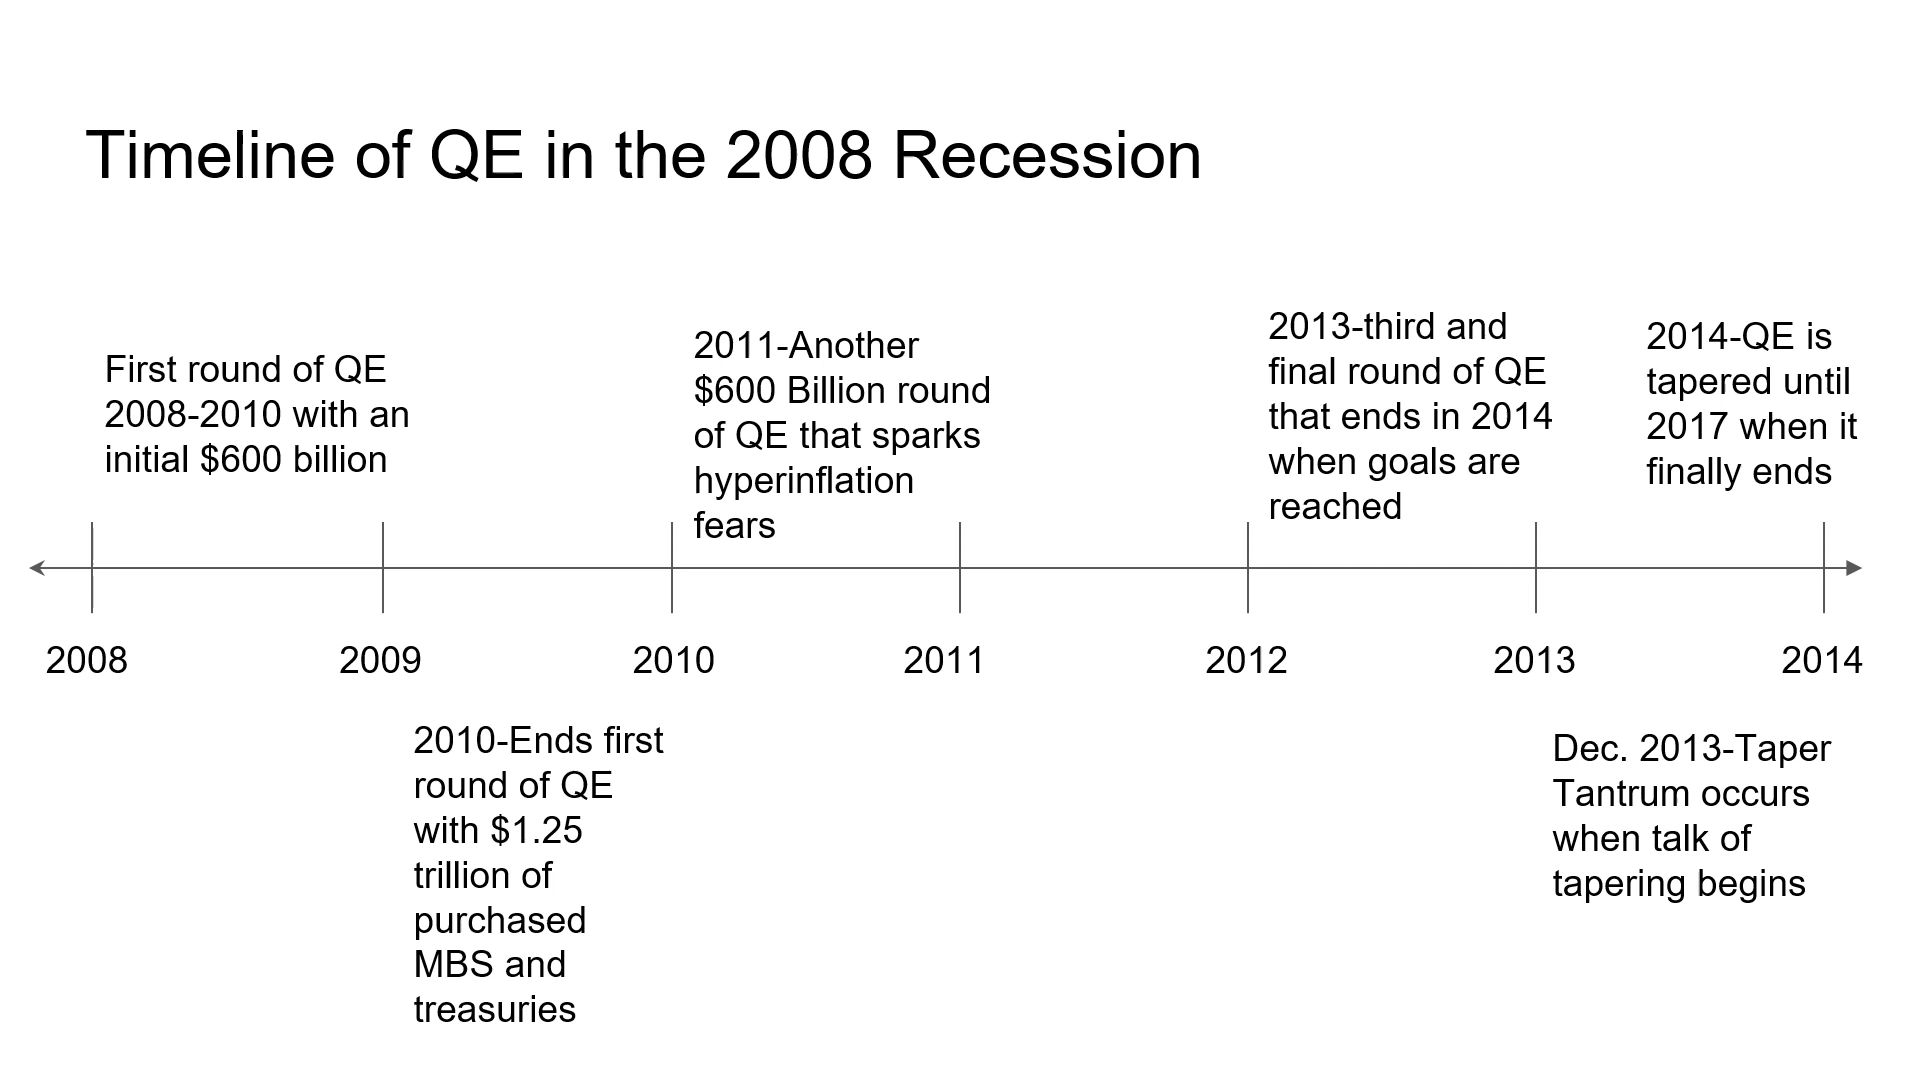 Timeline of QE in the 2008 Recession
First round of QE
2008-2010 with an
initial $600 billion
2011-Another
$600 Billion round
of QE that sparks
hyperinflation
fears
2013-third and
final round of QE
that ends in 2014
when goals are
reached
2014-QE is
tapered until
2017 when it
finally ends
2008
2009
2010
2011
2012
2013
2014
2010-Ends first
round of QE
with $1.25
trillion of
purchased
MBS and
treasuries
Dec. 2013-Taper
Tantrum occurs
when talk of
tapering begins